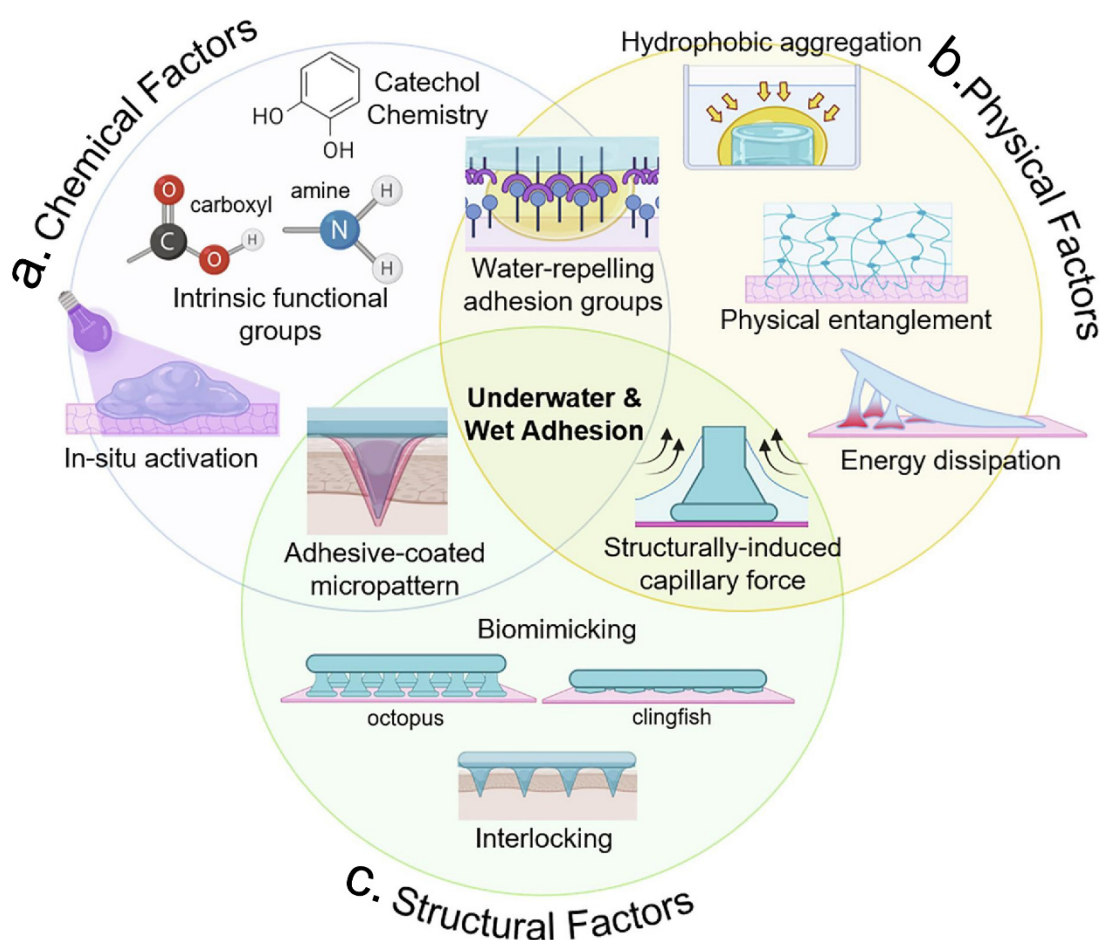 a. Chemical Factors
HO
OH
Catechol
Chemistry
O
C
O
H
carboxyl
amine
N
H
H
Intrinsic functional
groups
In-situ activation
Water-repelling
adhesion groups
b.Physical Factors
Hydrophobic aggregation
Physical entanglement
Energy dissipation
Underwater &
Wet Adhesion
Adhesive-coated
micropattern
Structurally-induced
capillary force
Biomimicking
octopus
clingfish
Interlocking
c. Structural Factors